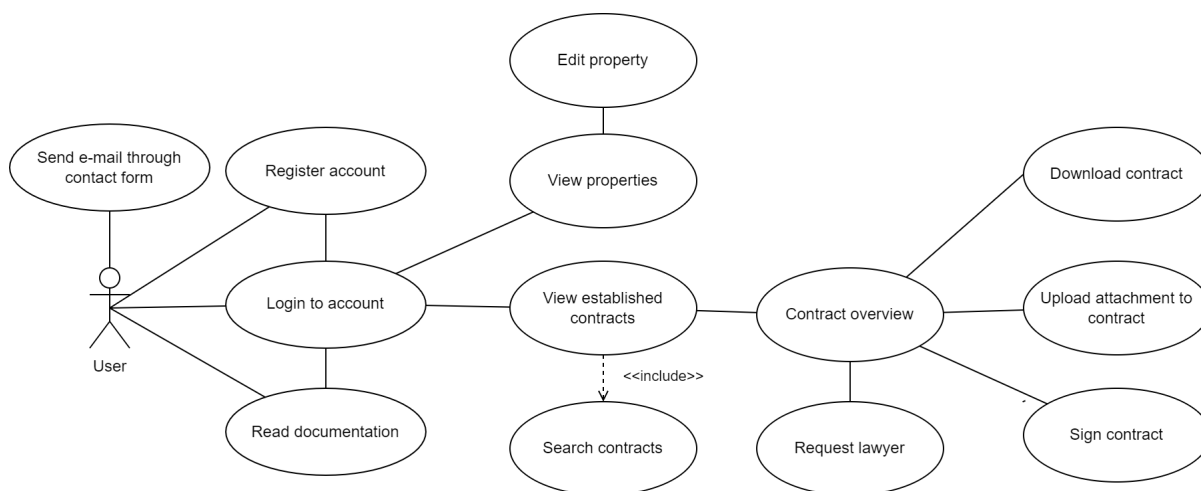 Edit property
Send e-mail through
contact form
Register account
View properties
Download contract
Login to account
View established
contracts
Contract overview
Upload attachment to
contract
User
<<include>>
Read documentation
Search contracts
Request lawyer
Sign contract